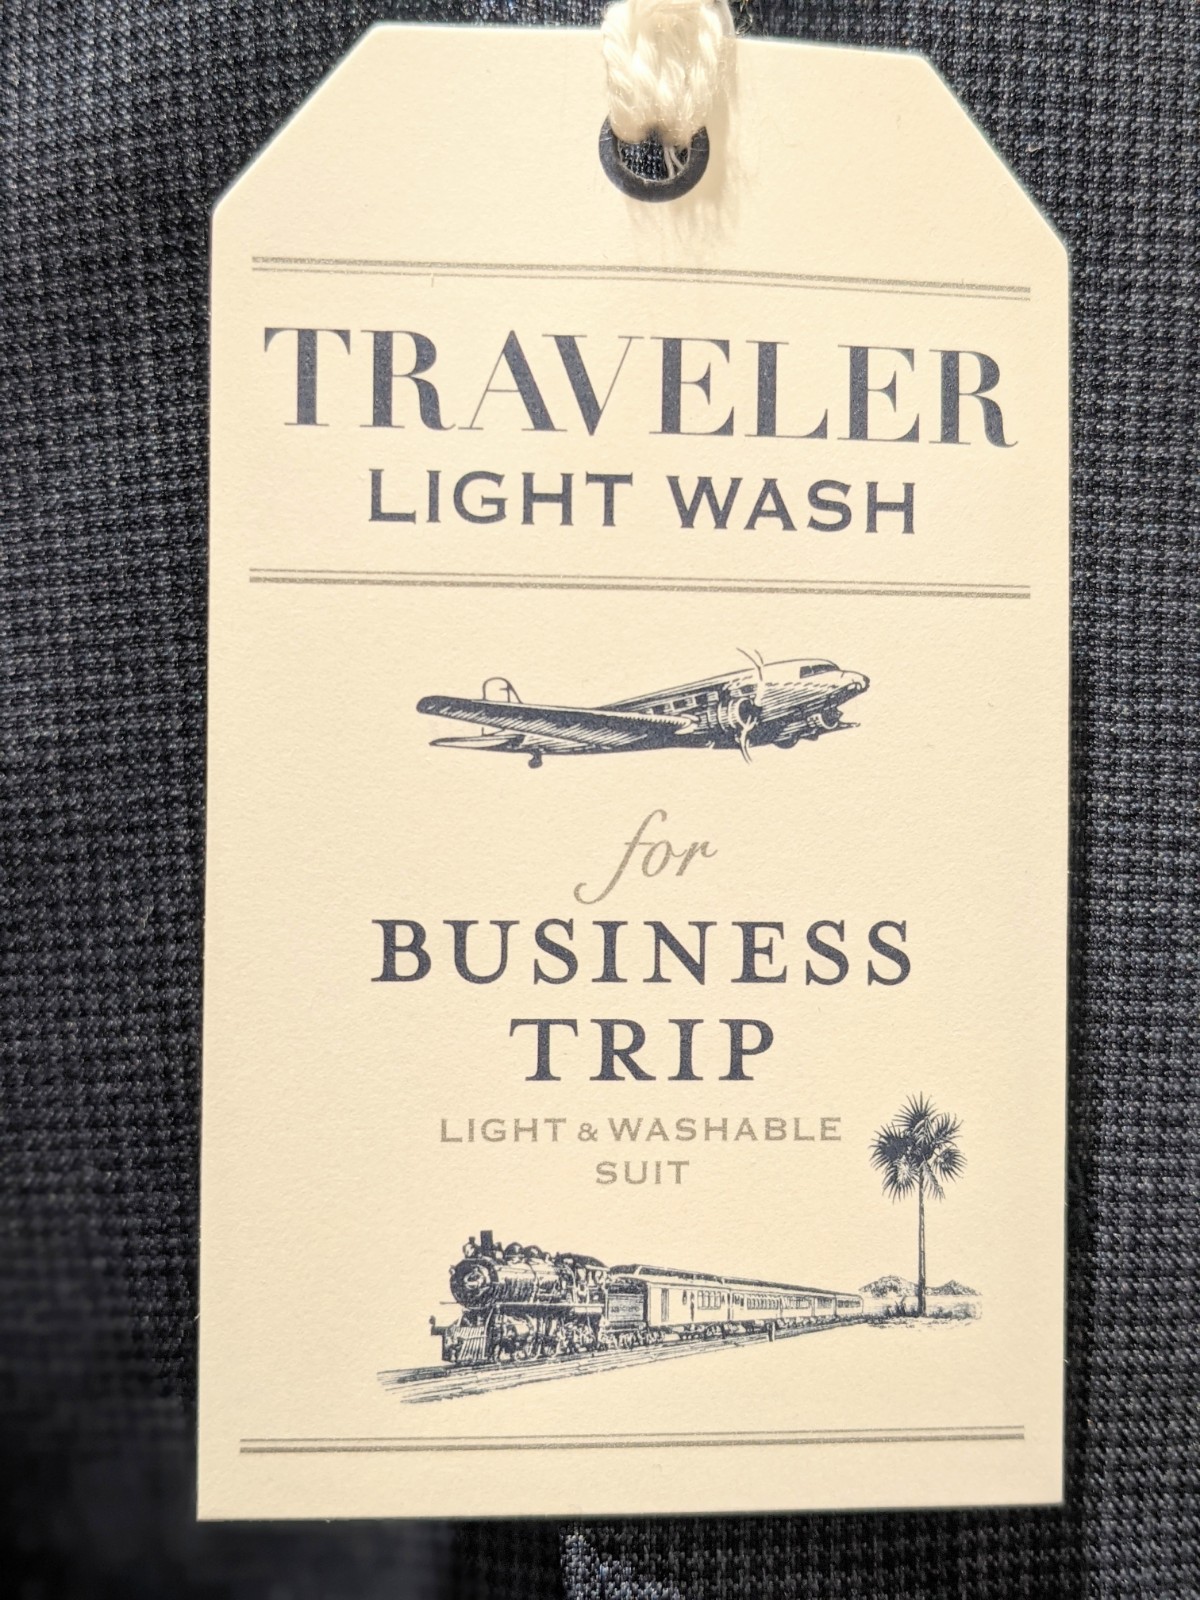 TRAVELER
LIGHT WASH
for
BUSINESS
TRIP
LIGHT & WASHABLE
SUIT